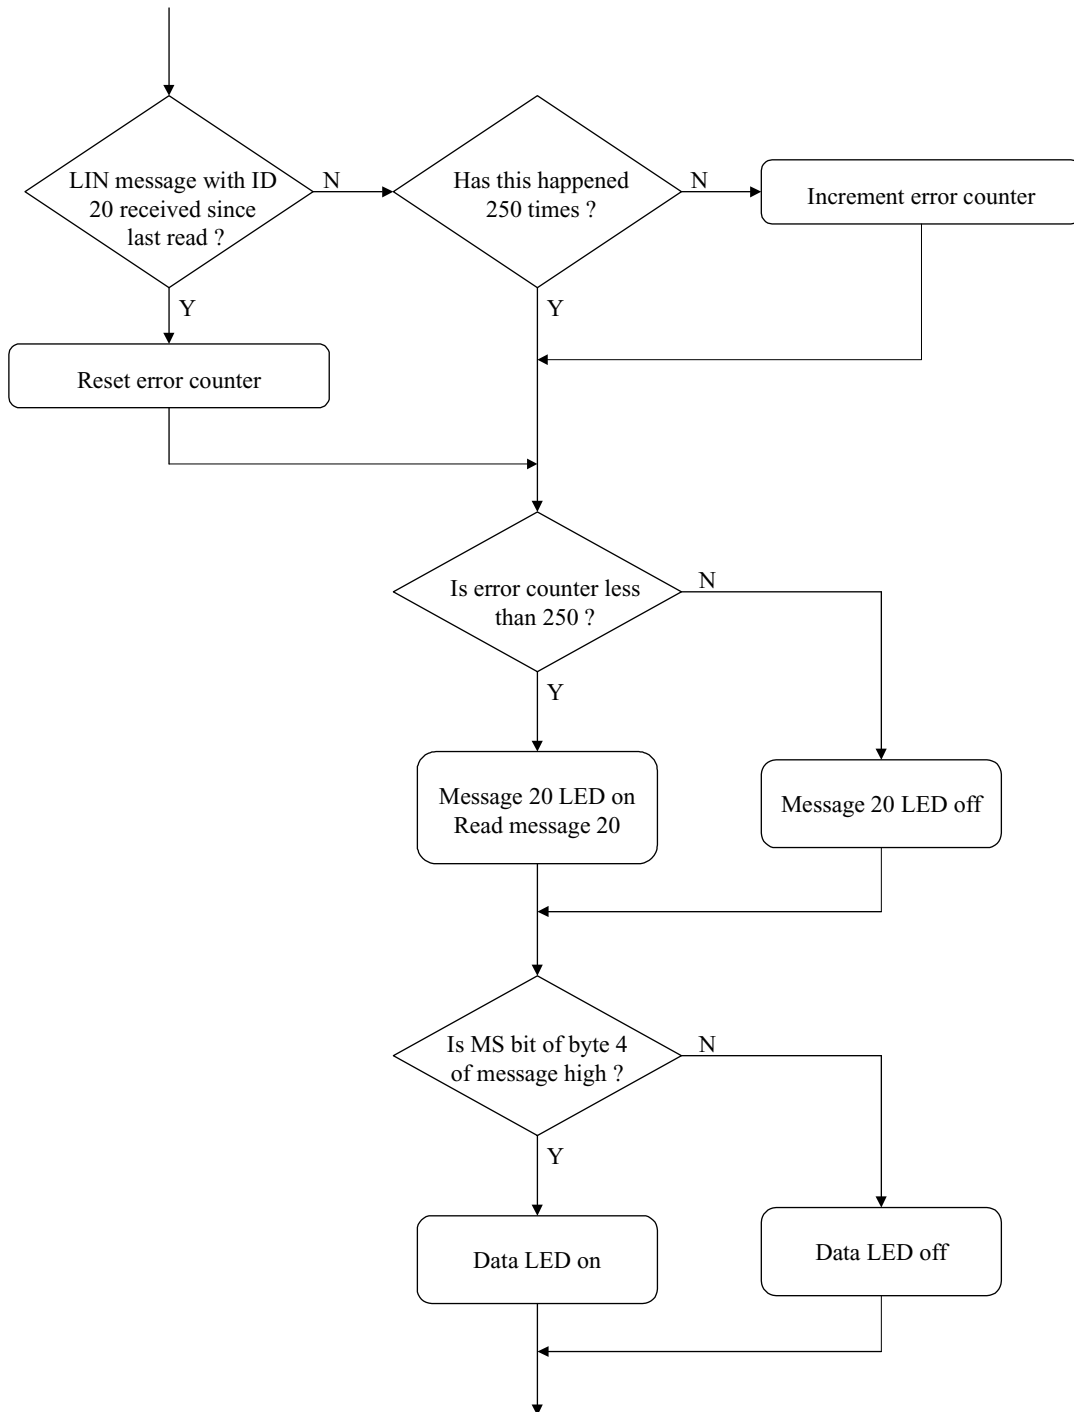 LIN message with ID
20 received since
last read ?
N
Has this happened
250 times ?
N
Increment error counter
Y
Y
Reset error counter
Is error counter less
than 250 ?
N
Y
Message 20 LED on
Read message 20
Message 20 LED off
Is MS bit of byte 4
of message high ?
N
Y
Data LED on
Data LED off